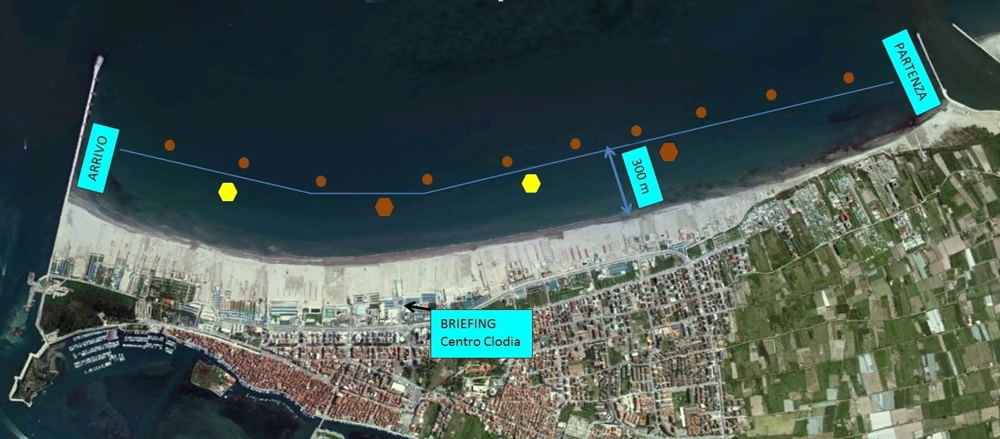 ARRIVO
PARTENZA
300 m
BRIEFING
Centro Clodia